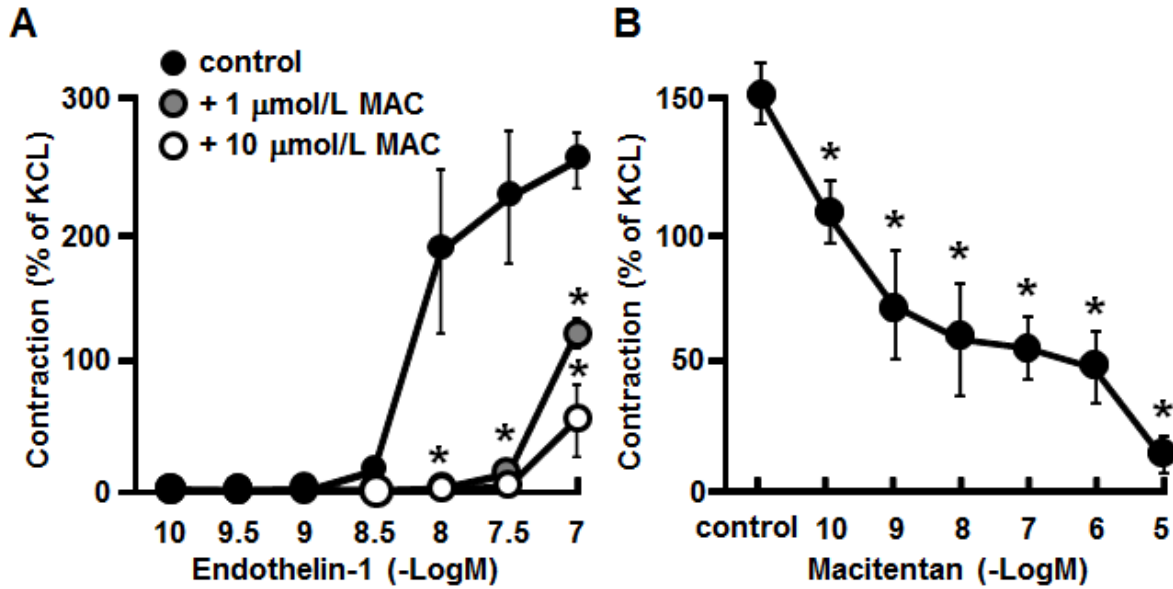 A
control
+ 1 µmol/L MAC
+ 10 µmol/L MAC
Contraction (% of KCL)
300
200
100
0
*
*
*
*
10 9.5 9 8.5 8 7.5 7
Endothelin-1 (-LogM)
B
Contraction (% of KCL)
150
100
50
0
*
*
*
*
*
*
control 10 9 8 7 6 5
Macitentan (-LogM)